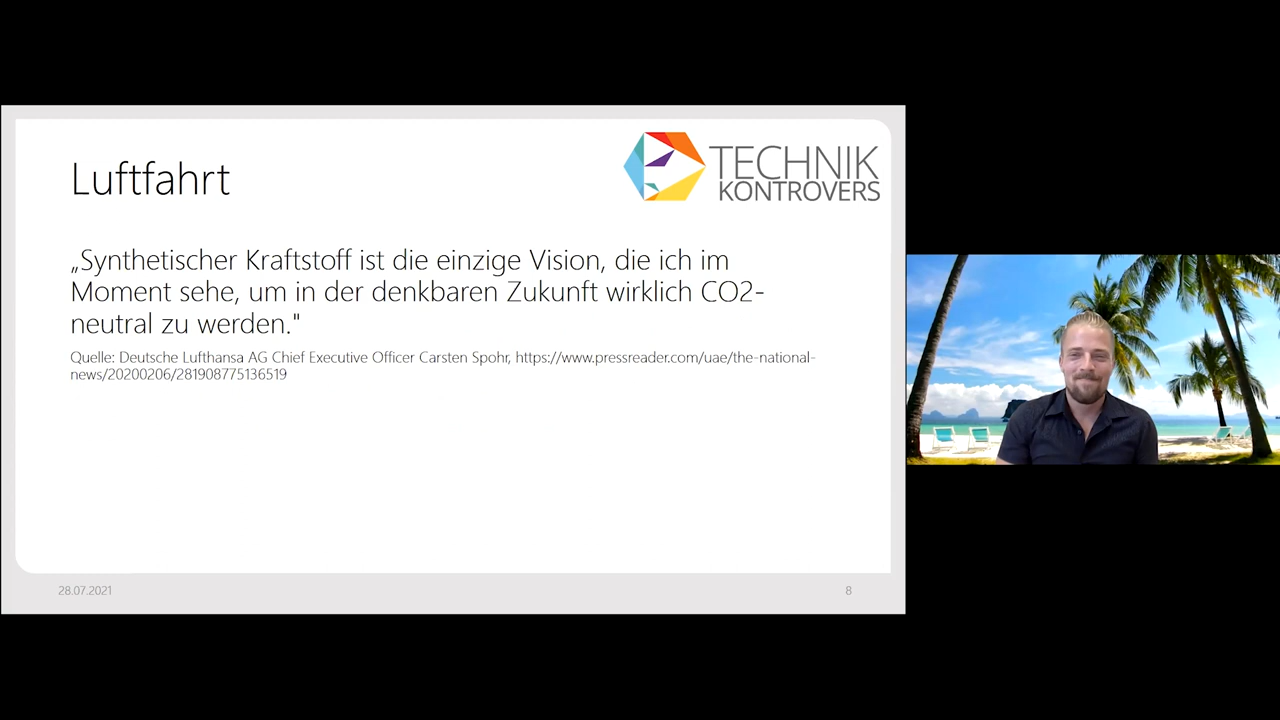 Luftfahrt
TECHNIK
KONTROVERS
„Synthetischer Kraftstoff ist die einzige Vision, die ich im
Moment sehe, um in der denkbaren Zukunft wirklich CO2-
neutral zu werden."
Quelle: Deutsche Lufthansa AG Chief Executive Officer Carsten Spohr, https://www.pressreader.com/uae/the-national-
news/20200206/281908775136519
28.07.2021
8